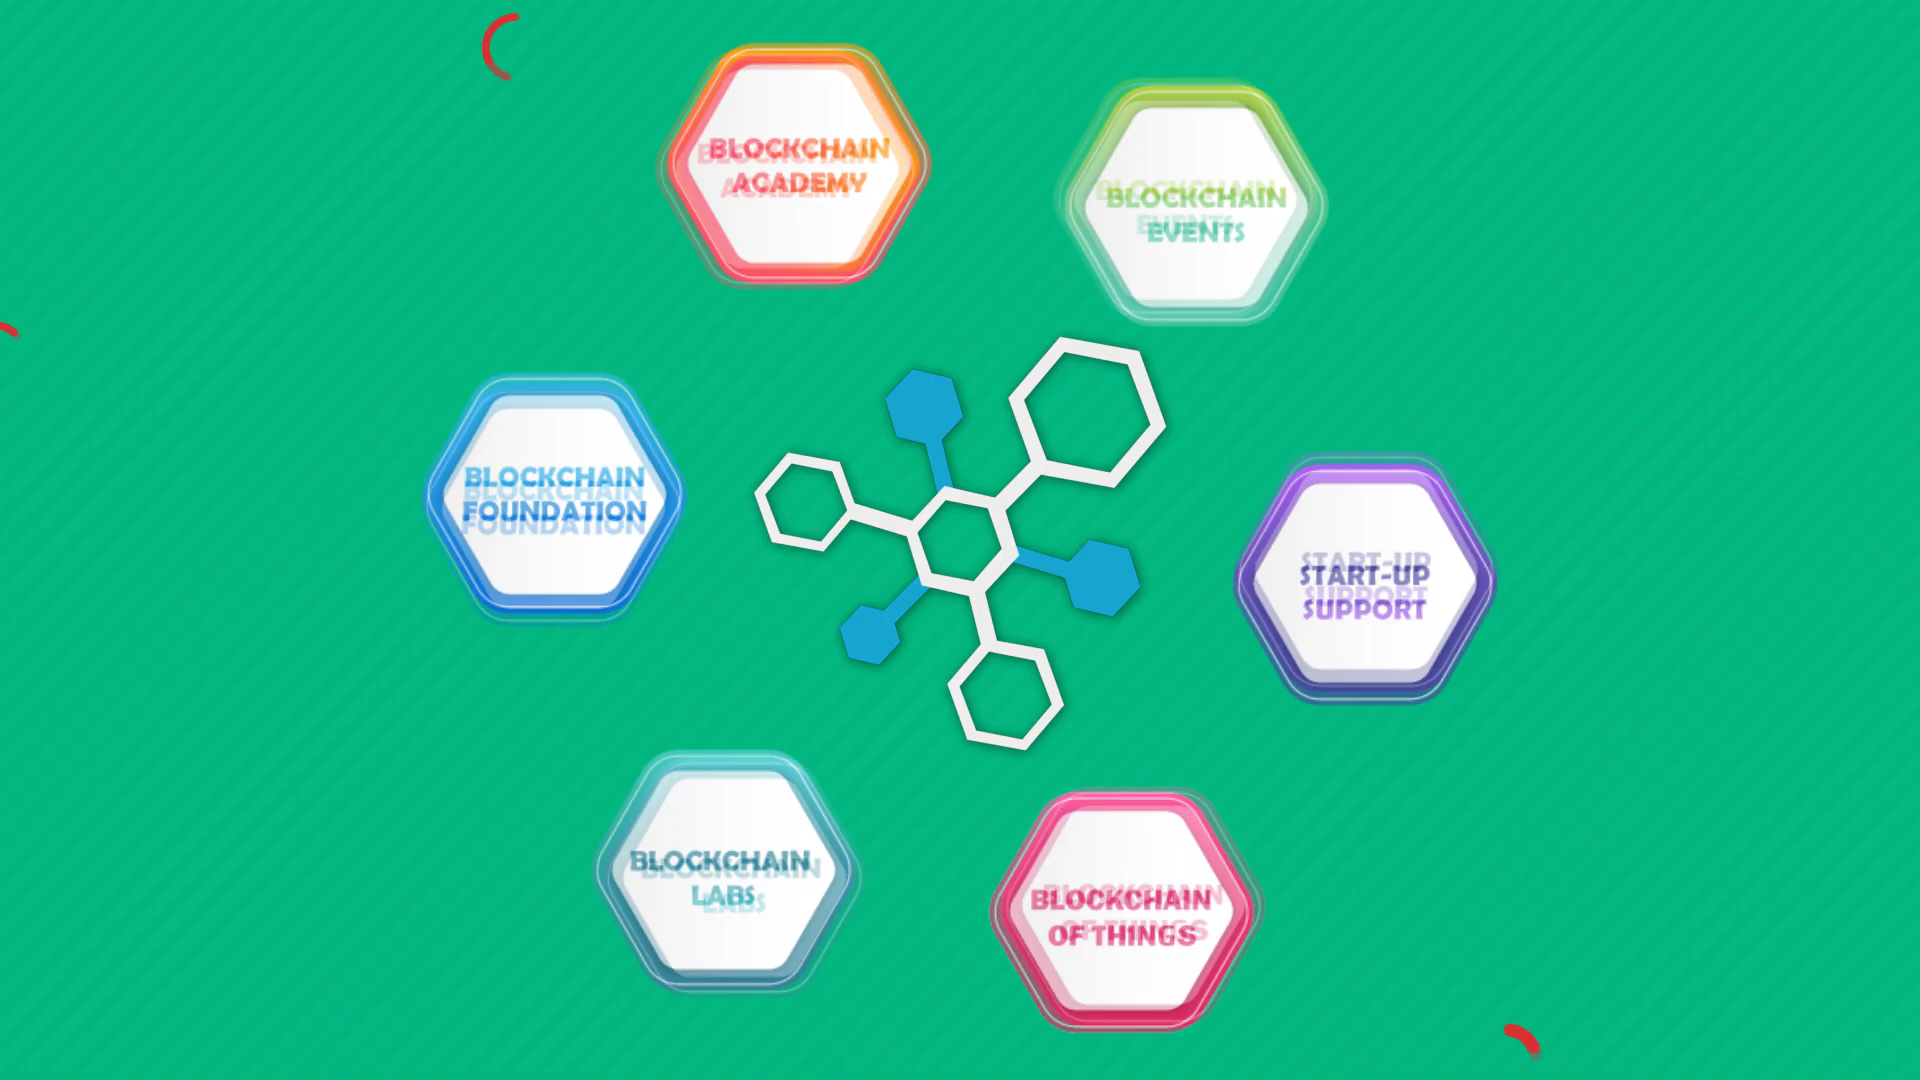 BLOCKCHAIN
ACADEMY
BLOCKCHAIN
EVENTS
BLOCKCHAIN
FOUNDATION
START-UP
SUPPORT
BLOCKCHAIN
LABS
BLOCKCHAIN
OF THINGS